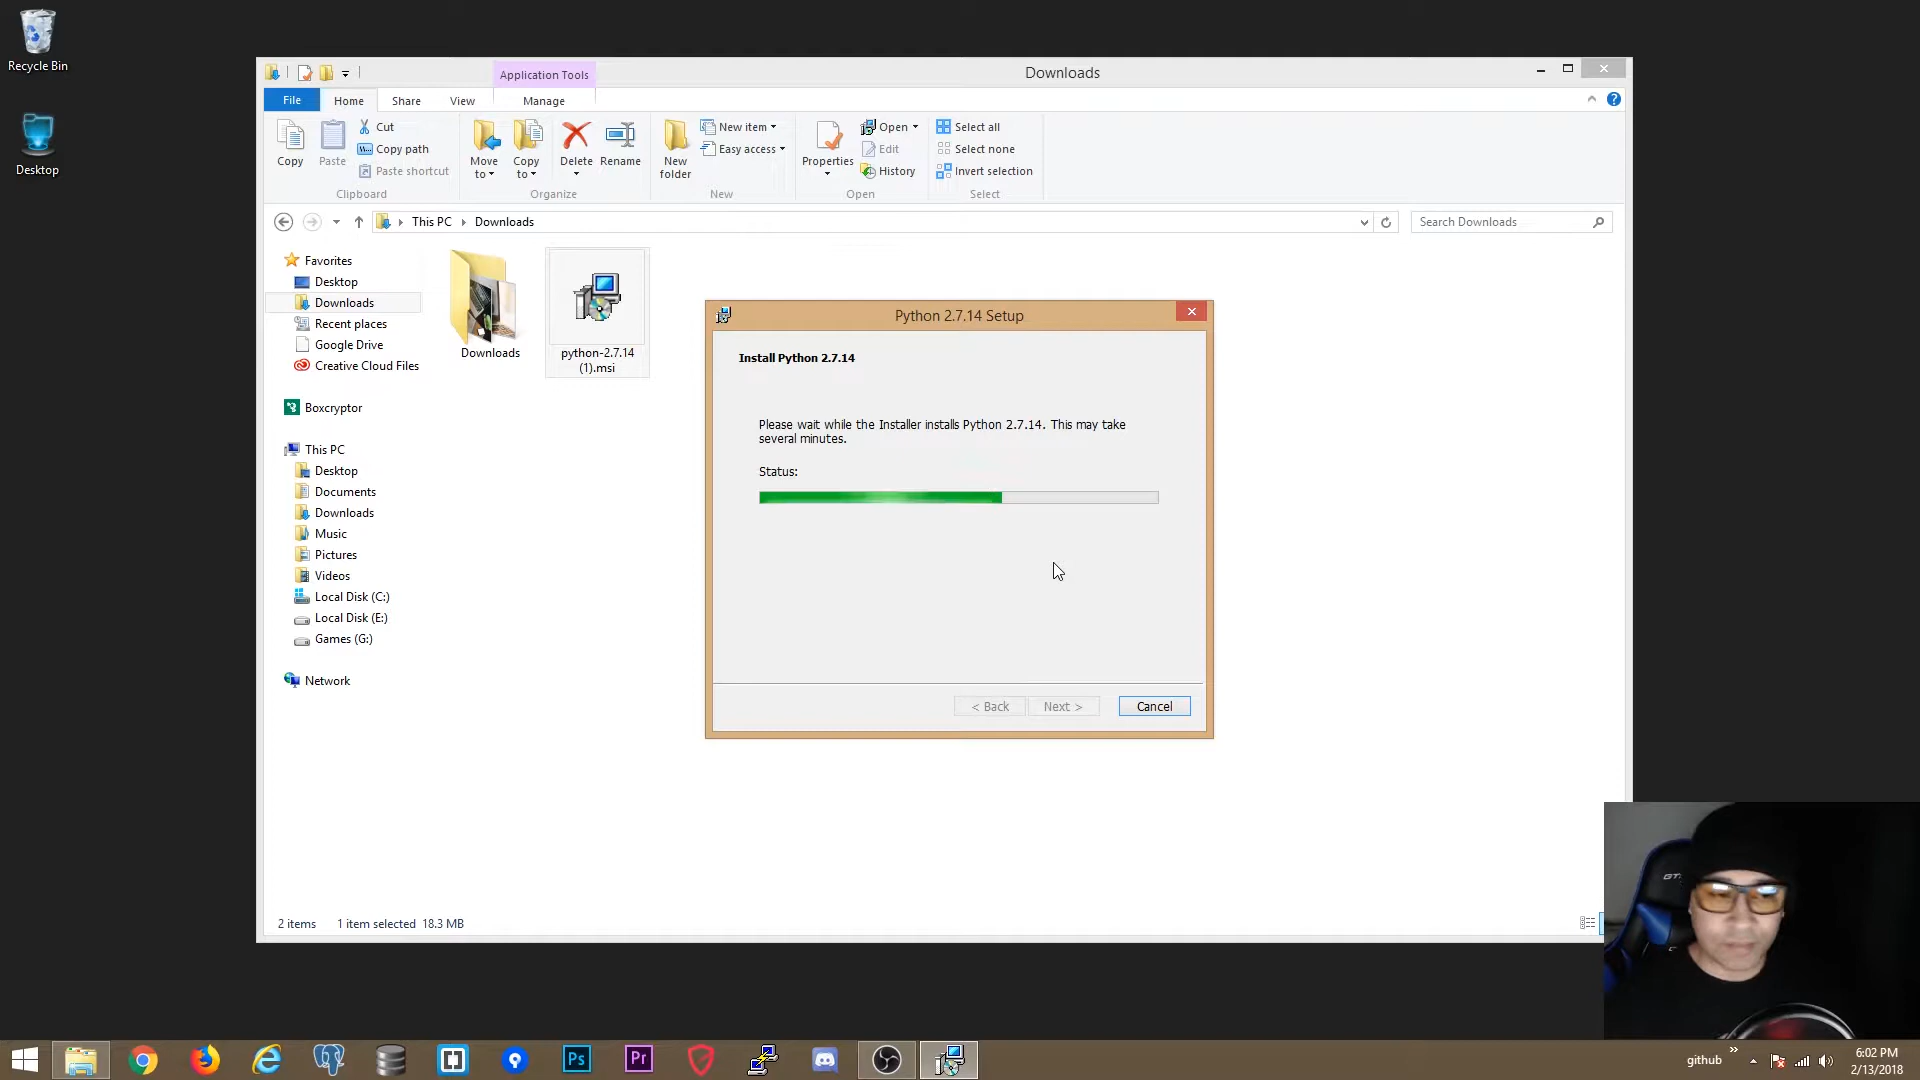 Recycle Bin
Desktop
Application Tools
Downloads
File
Home
Share
View
Manage
Copy
Paste
Cut
Copy path
Paste shortcut
Clipboard
Move to
Copy to
Delete
Rename
Organize
New folder
New item
Easy access
New
Properties
Open
Edit
History
Open
Select all
Select none
Invert selection
Select
This PC
Downloads
Search Downloads
Favorites
Desktop
Downloads
Recent places
Google Drive
Creative Cloud Files
Boxcryptor
This PC
Desktop
Documents
Downloads
Music
Pictures
Videos
Local Disk (C:)
Local Disk (E:)
Games (G:)
Network
Downloads
python-2.7.14
(1).msi
Python 2.7.14 Setup
Install Python 2.7.14
Please wait while the Installer installs Python 2.7.14. This may take
several minutes.
Status:
< Back
Next >
Cancel
2 items
1 item selected 18.3 MB
Ps
Pr
github
6:02 PM
2/13/2018